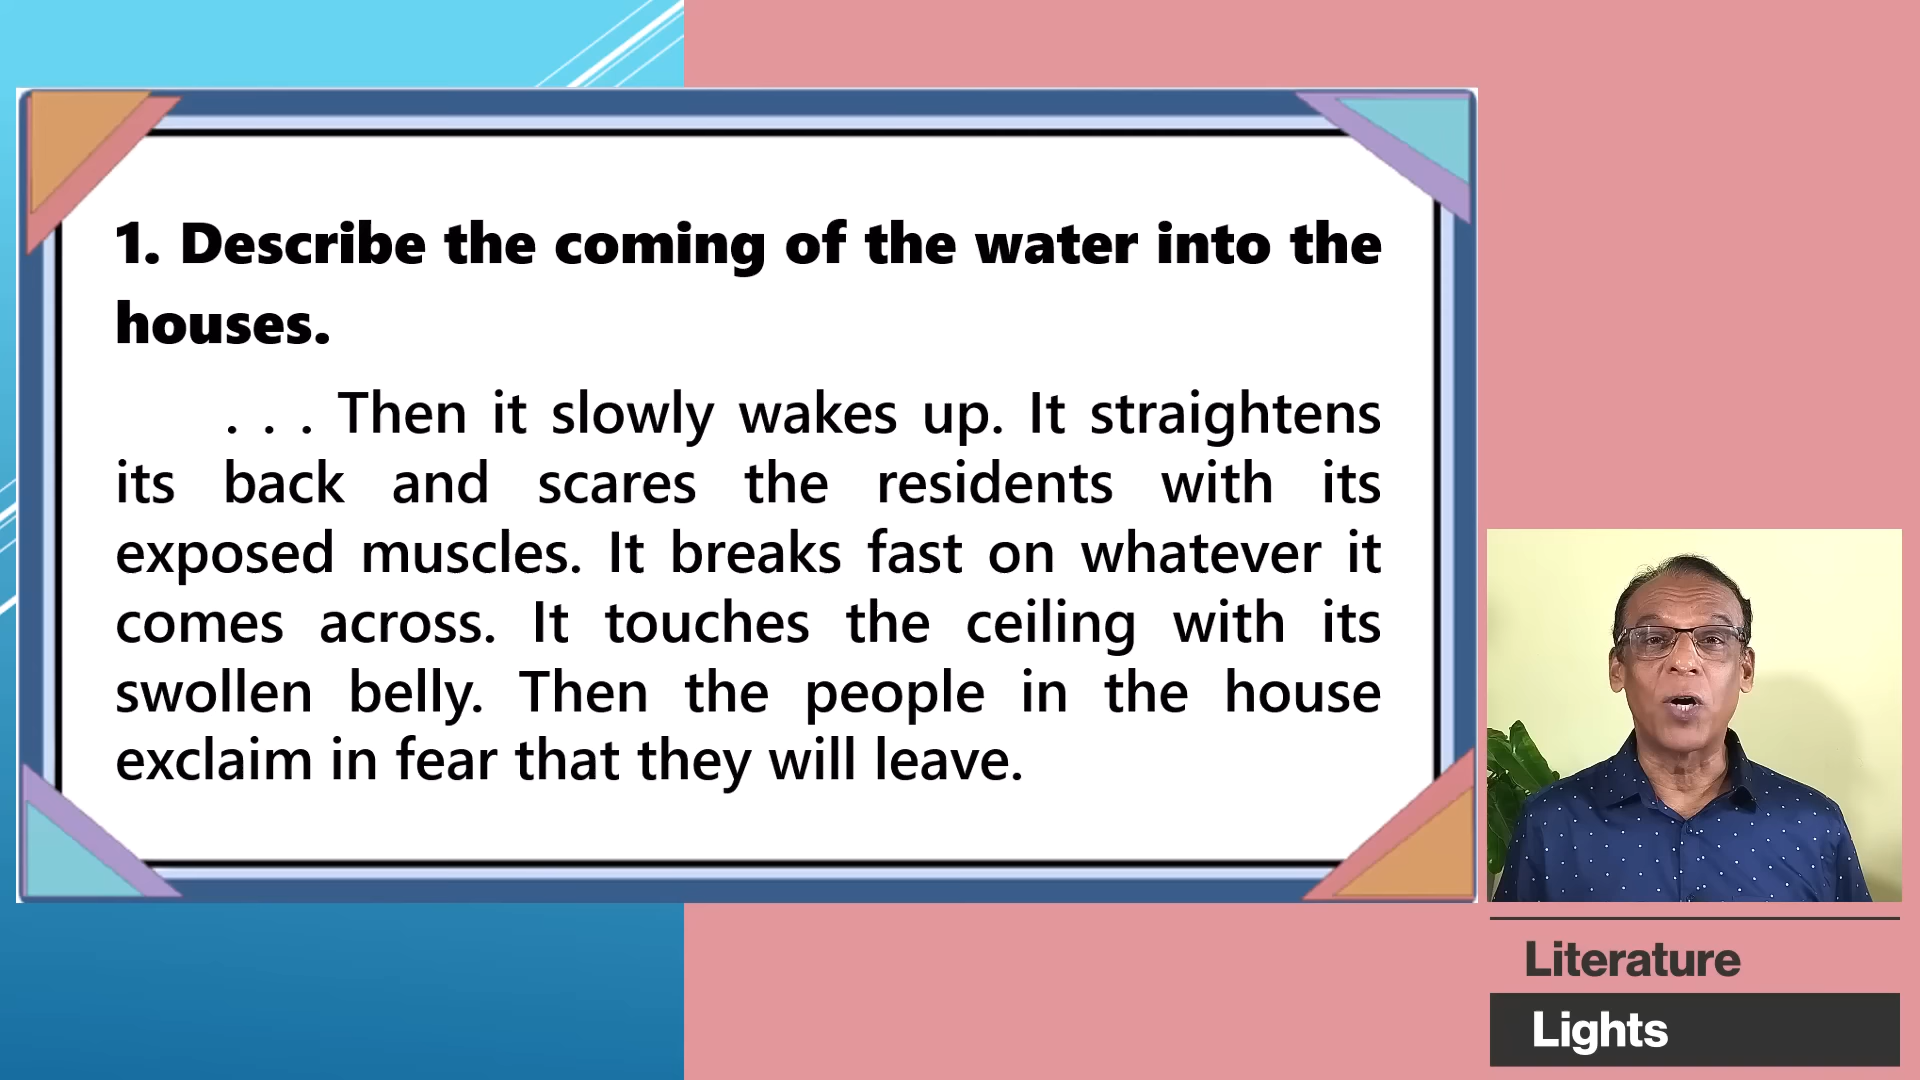 1. Describe the coming of the water into the
houses.
. . . Then it slowly wakes up. It straightens
its back and scares the residents with its
exposed muscles. It breaks fast on whatever it
comes across. It touches the ceiling with its
swollen belly. Then the people in the house
exclaim in fear that they will leave.
Literature
Lights